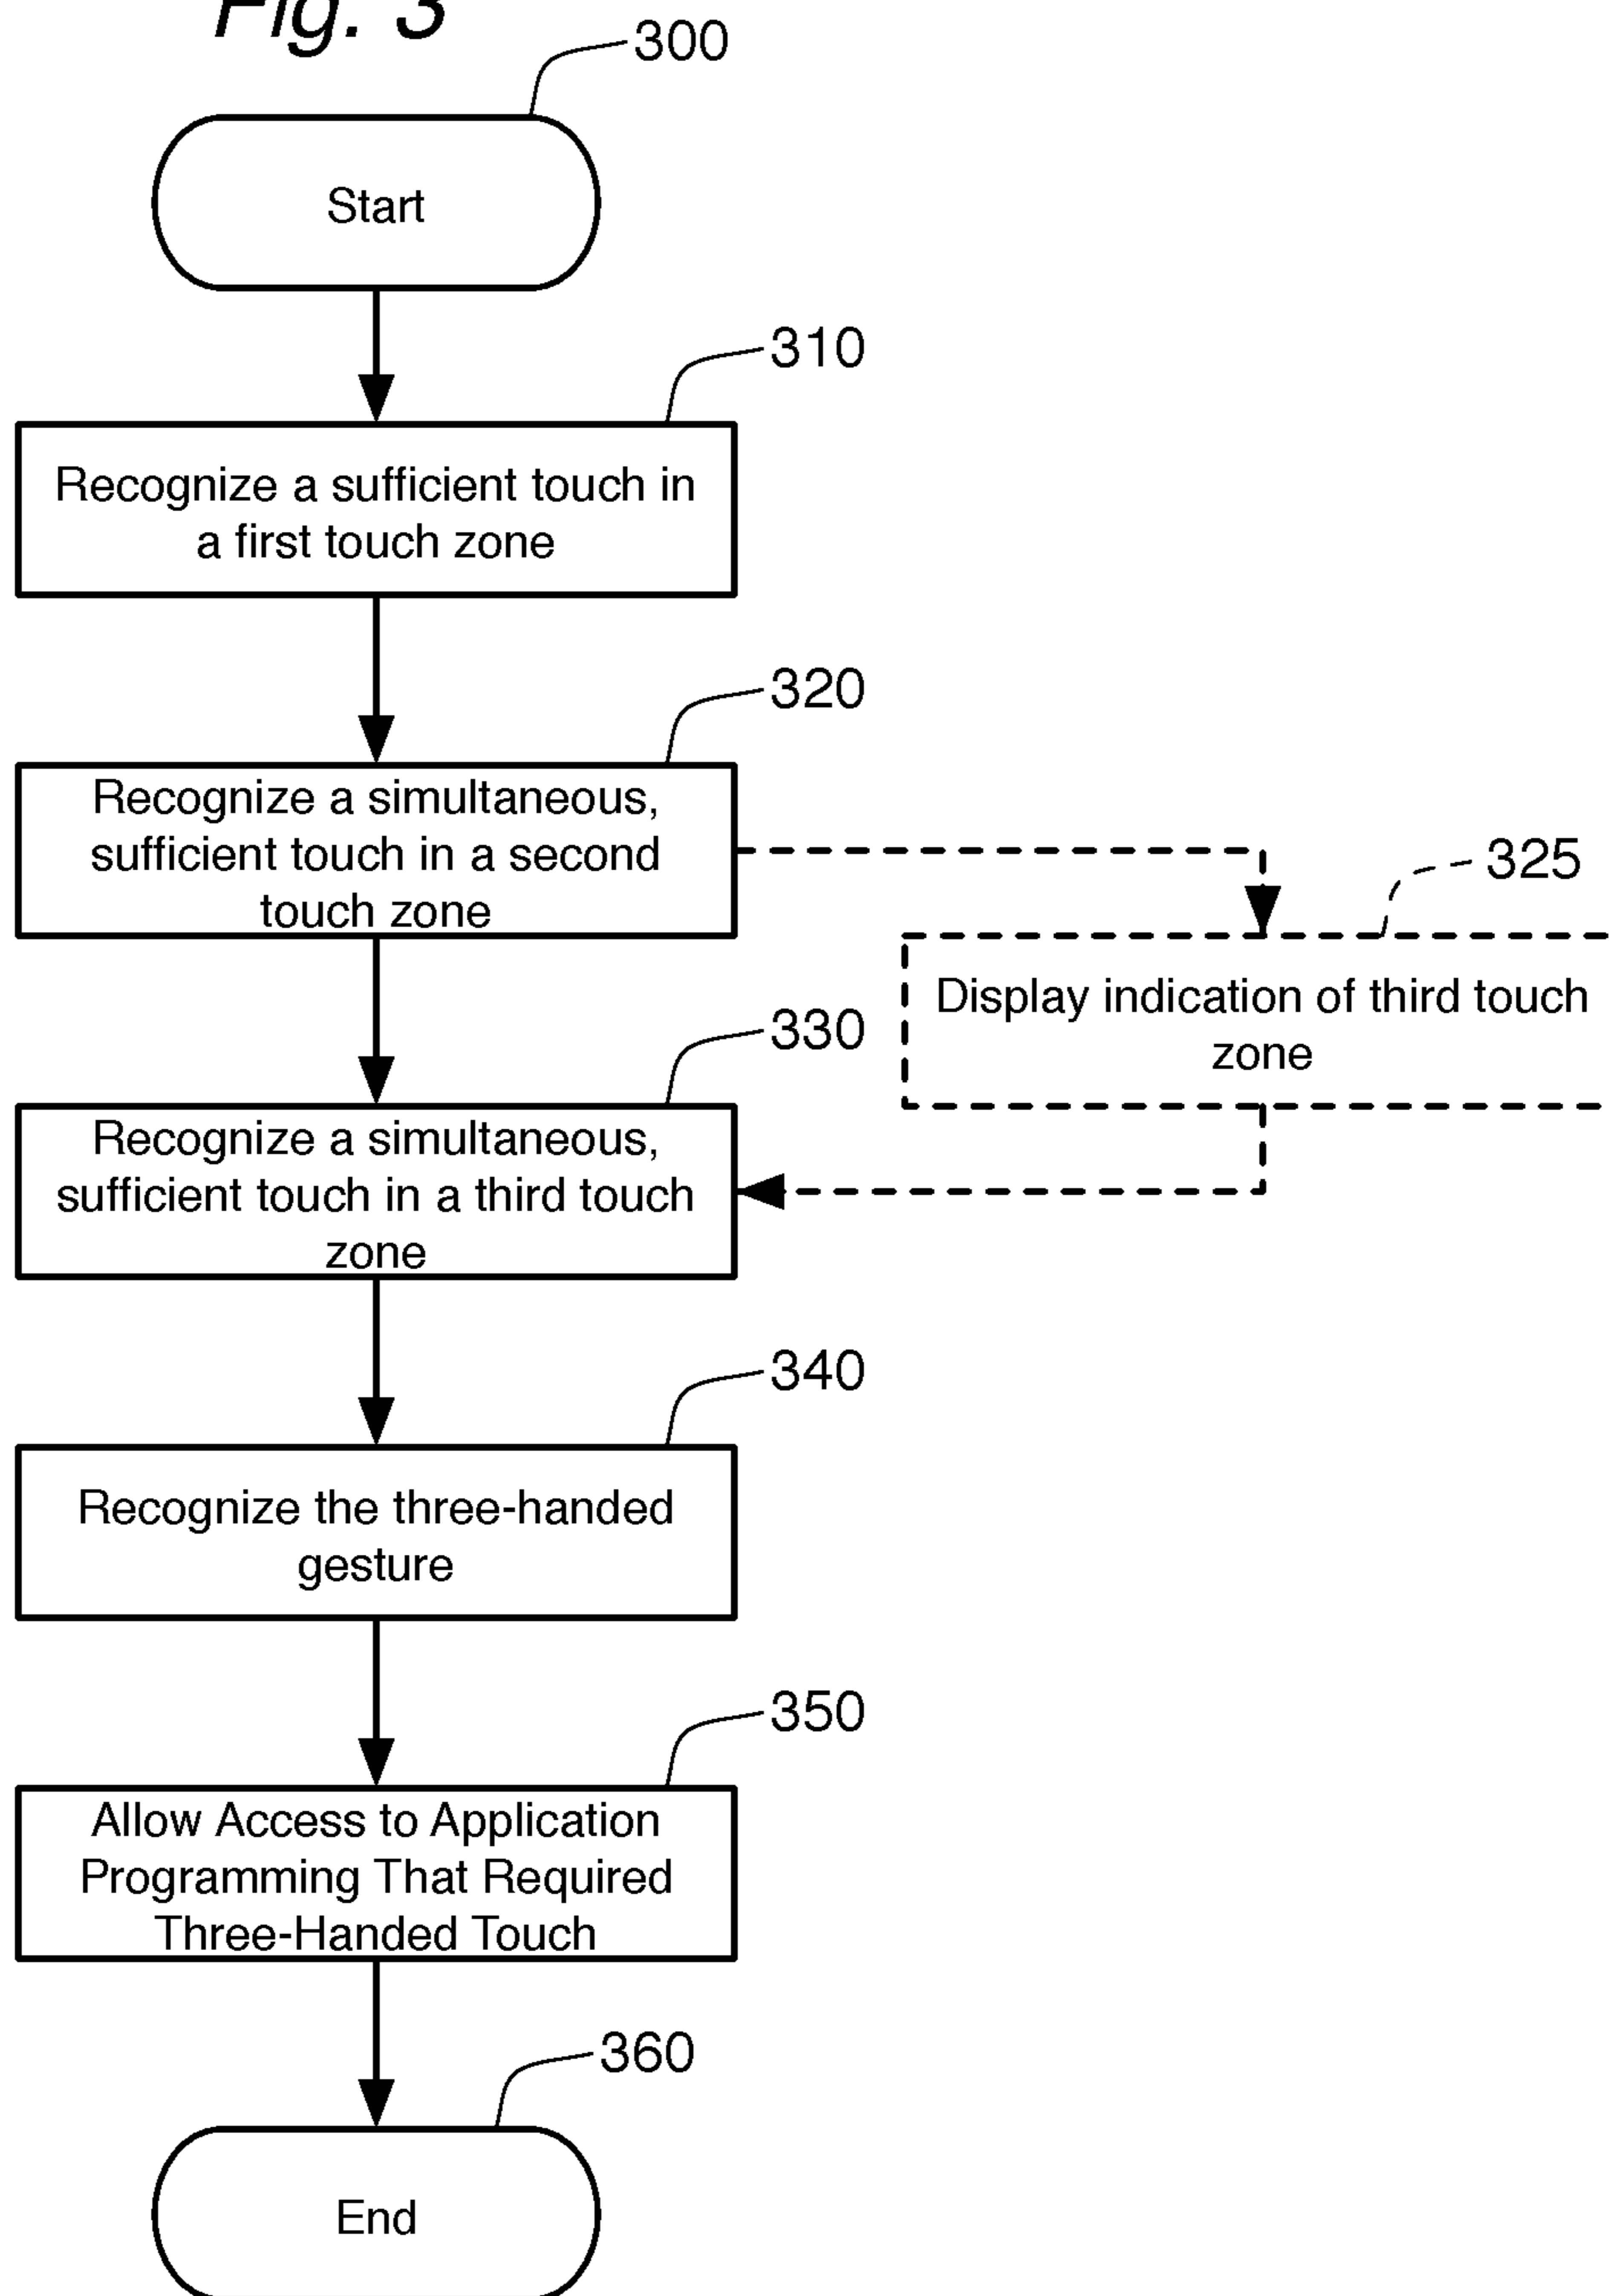 Fig. 3
300
Start
310
Recognize a sufficient touch in
a first touch zone
320
Recognize a simultaneous,
sufficient touch in a second
touch zone
325
Display indication of third touch
zone
330
Recognize a simultaneous,
sufficient touch in a third touch
zone
340
Recognize the three-handed
gesture
350
Allow Access to Application
Programming That Required
Three-Handed Touch
360
End